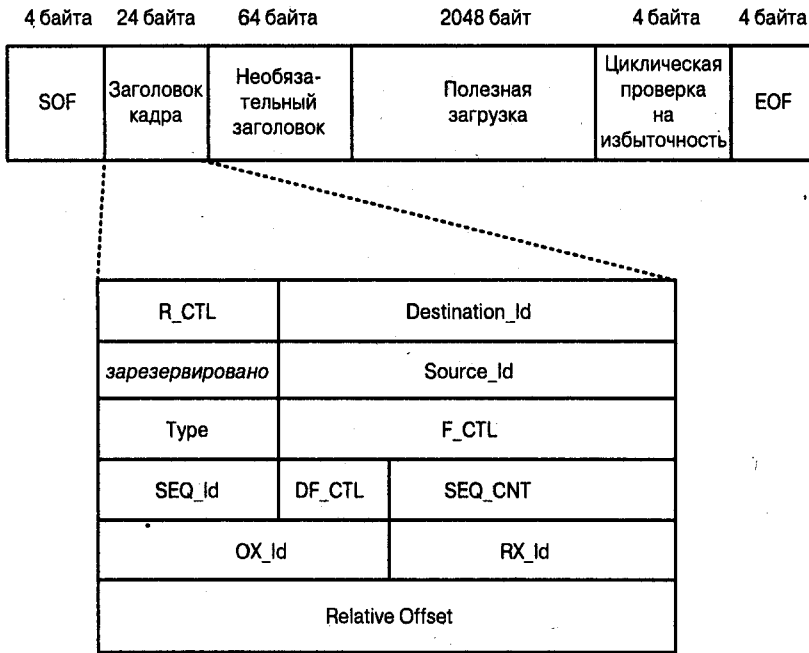 4 байта 24 байта 64 байта 2048 байт 4 байта 4 байта
SOF
Заголовок
кадра
Необяза-
тельный
заголовок
Полезная
загрузка
Циклическая
проверка
на
избыточность
EOF
R_CTL Destination_Id
зарезервировано Source_Id
Type F_CTL
SEQ_Id DF_CTL SEQ_CNT
OX_Id RX_Id
Relative Offset